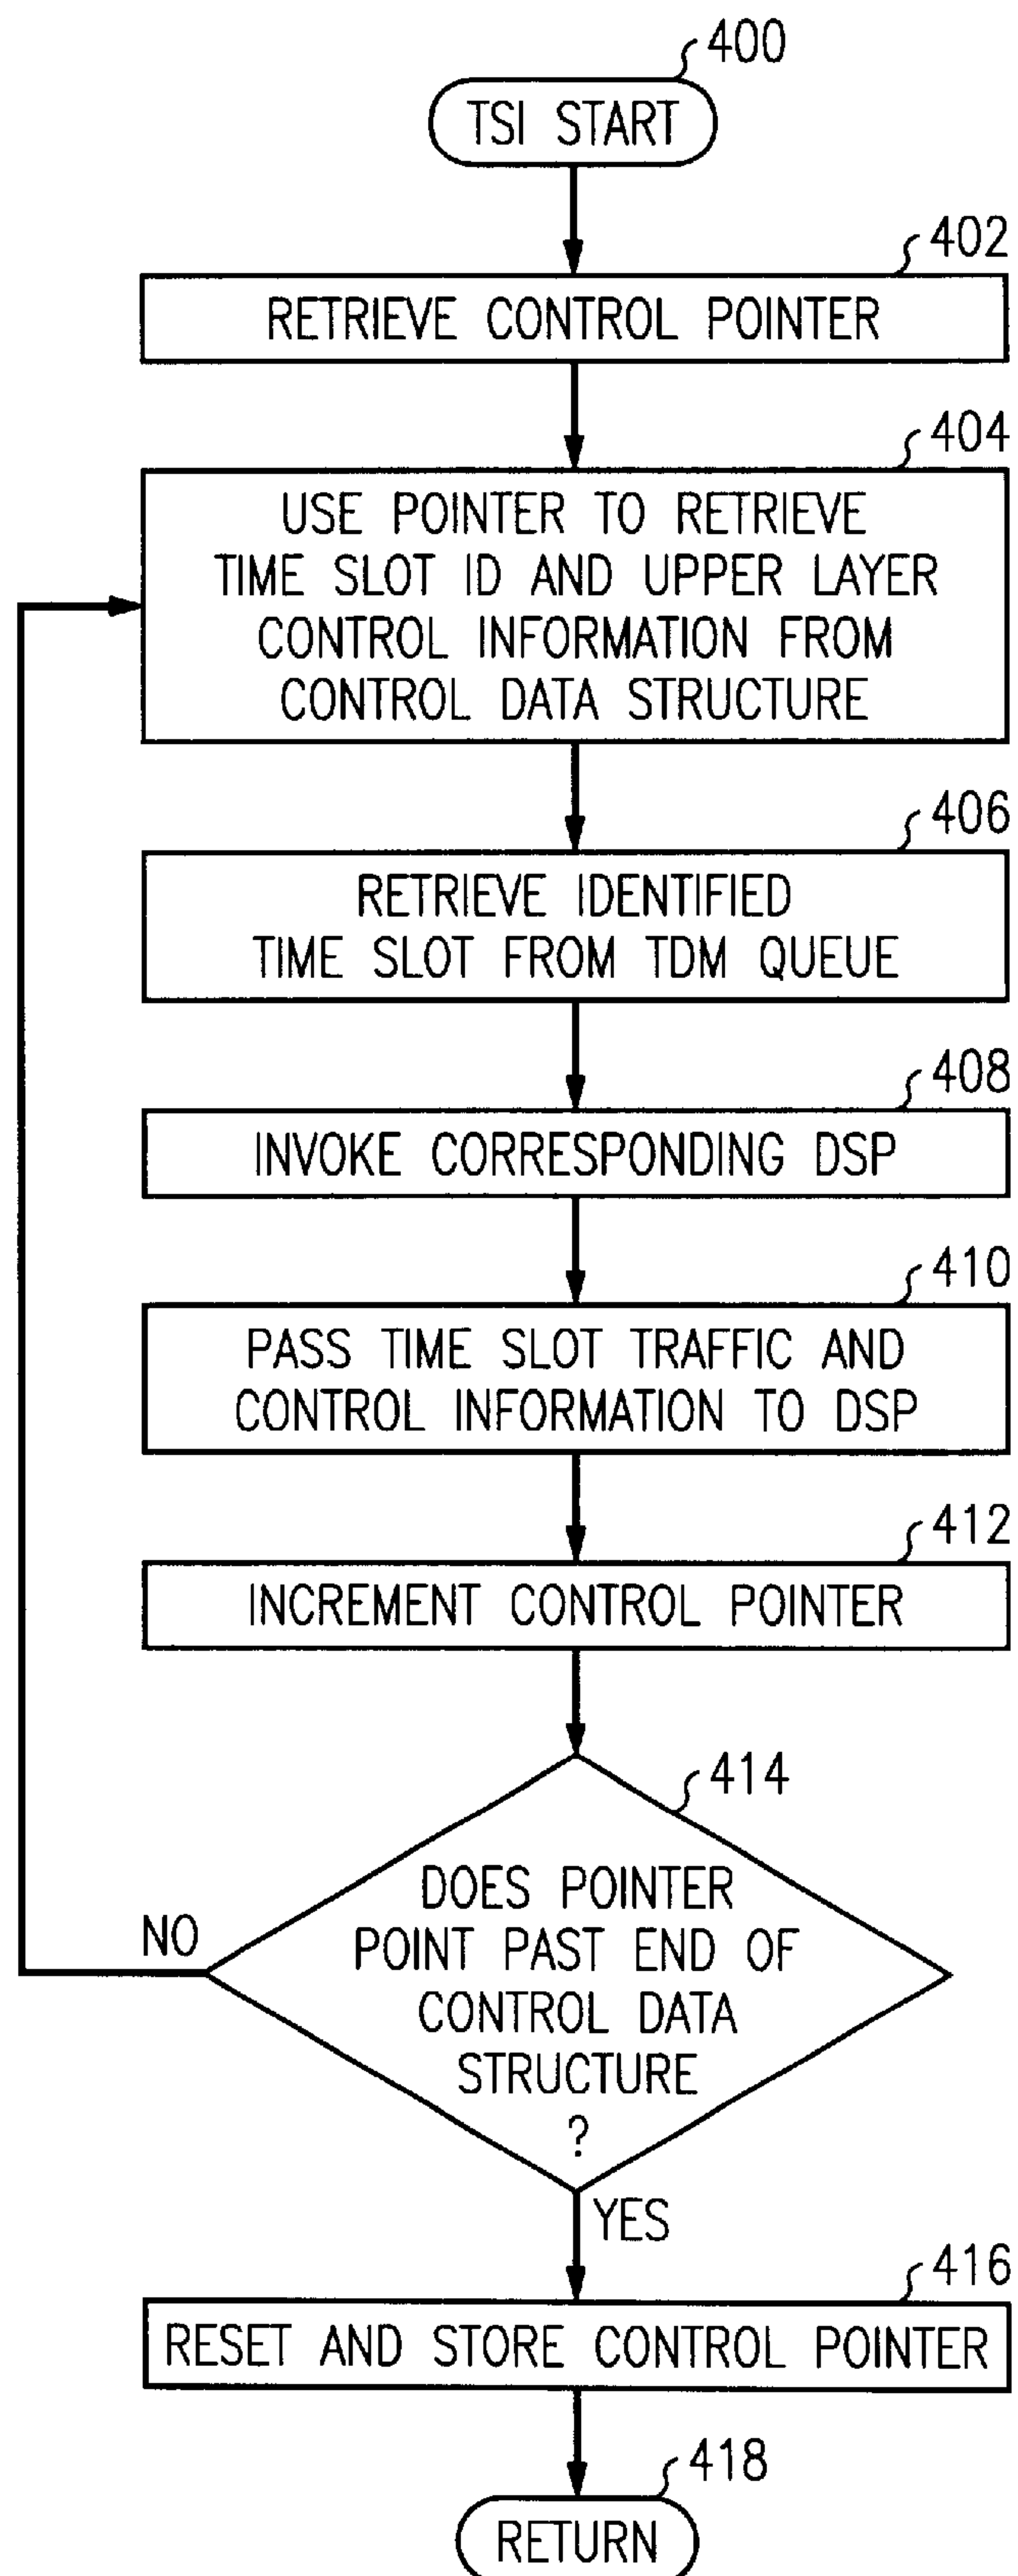 400
TSI START
402
RETRIEVE CONTROL POINTER
404
USE POINTER TO RETRIEVE
TIME SLOT ID AND UPPER LAYER
CONTROL INFORMATION FROM
CONTROL DATA STRUCTURE
406
RETRIEVE IDENTIFIED
TIME SLOT FROM TDM QUEUE
408
INVOKE CORRESPONDING DSP
410
PASS TIME SLOT TRAFFIC AND
CONTROL INFORMATION TO DSP
412
INCREMENT CONTROL POINTER
414
DOES POINTER
NO
POINT PAST END OF
CONTROL DATA
STRUCTURE
?
YES
416
RESET AND STORE CONTROL POINTER
418
RETURN